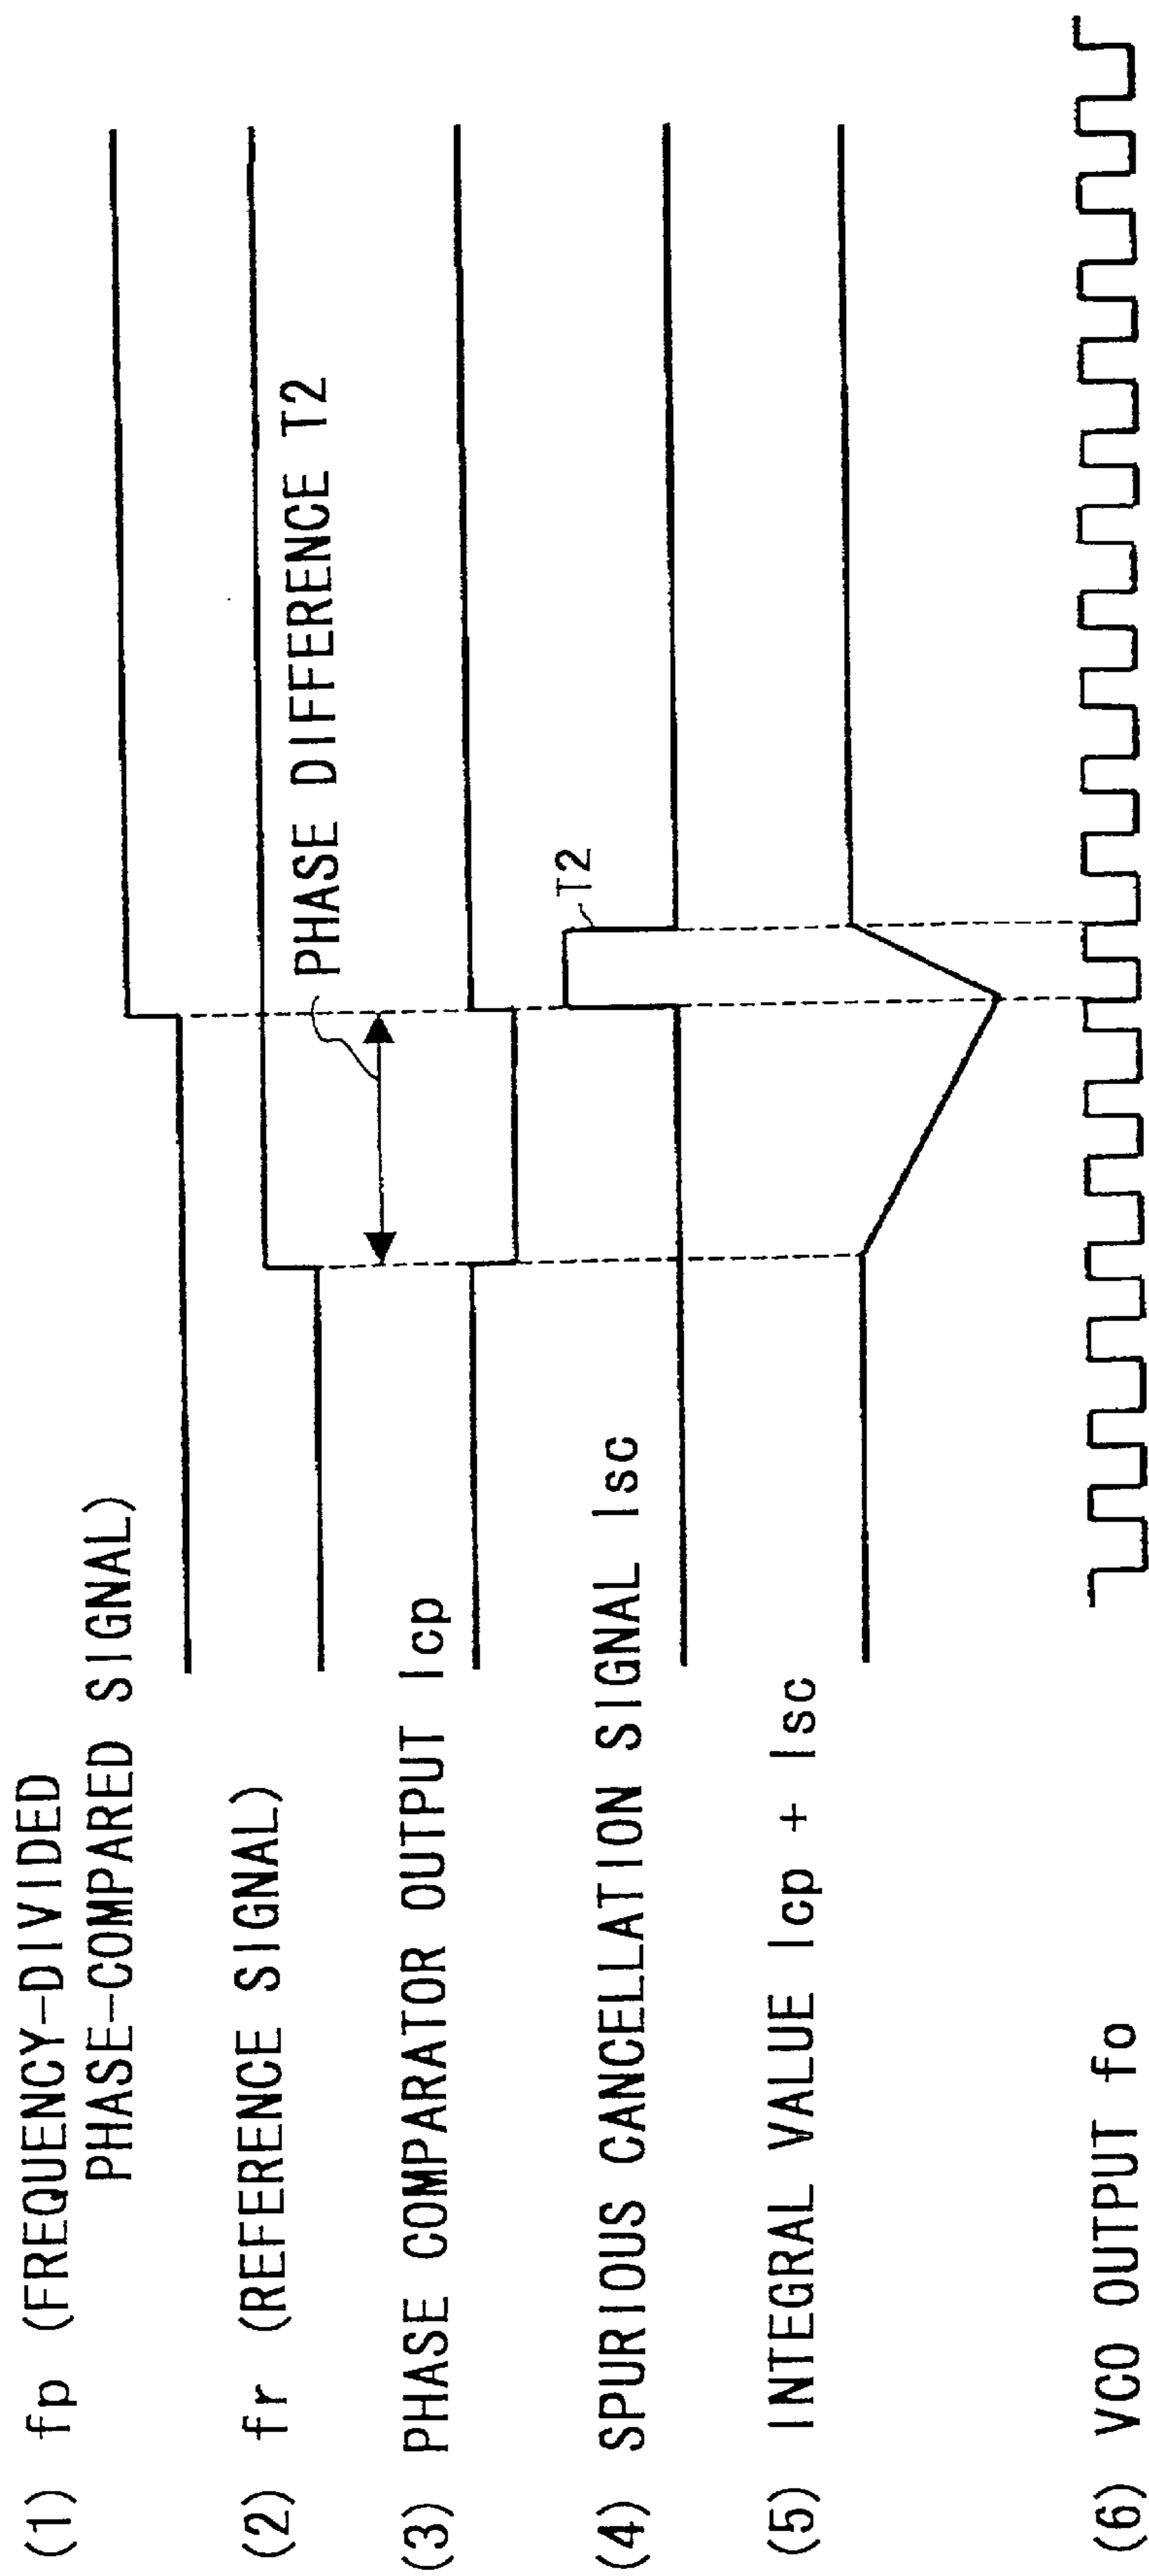 (1) fp (FREQUENCY-DIVIDED
PHASE-COMPARED SIGNAL)
(2) fr (REFERENCE SIGNAL)
PHASE DIFFERENCE T2
(3) PHASE COMPARATOR OUTPUT Icp
(4) SPURIOUS CANCELLATION SIGNAL Isc
T2
(5) INTEGRAL VALUE Icp + Isc
(6) VCO OUTPUT fo